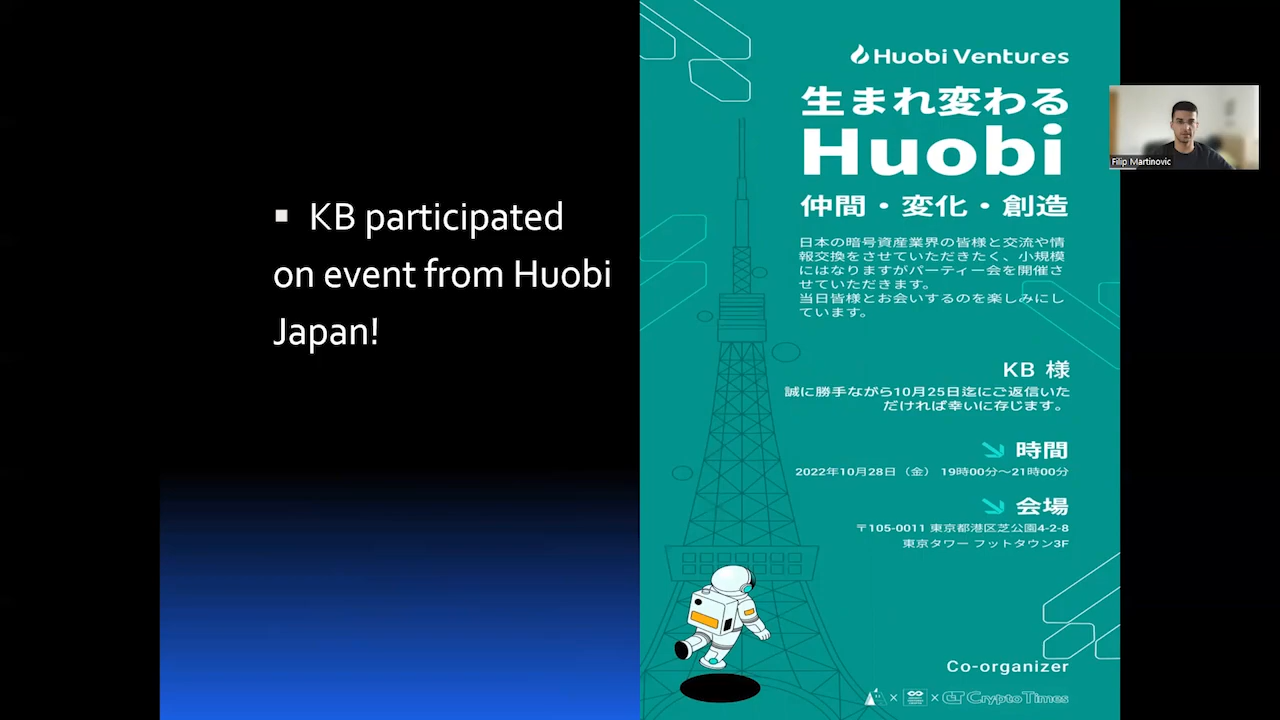 ▪ KB participated
on event from Huobi
Japan!
Huobi Ventures
生まれ変わる
Huobi
仲間・変化・創造
日本の暗号資産業界の皆様と交流や情
報交換をさせていただきたく、小規模
にはなりますがパーティー会を開催さ
せていただきます。
当日皆様とお会いするのを楽しみにし
ています。
KB 様
誠に勝手ながら10月25日迄にご返信いた
だければ幸いに存じます。
時間
2022年10月28日（金） 19時00分〜21時00分
会場
〒105-0011 東京都港区芝公園4-2-8
東京タワー フットタウン3F
Co-organizer
× × CT CryptoTimes
Filip Martinovic